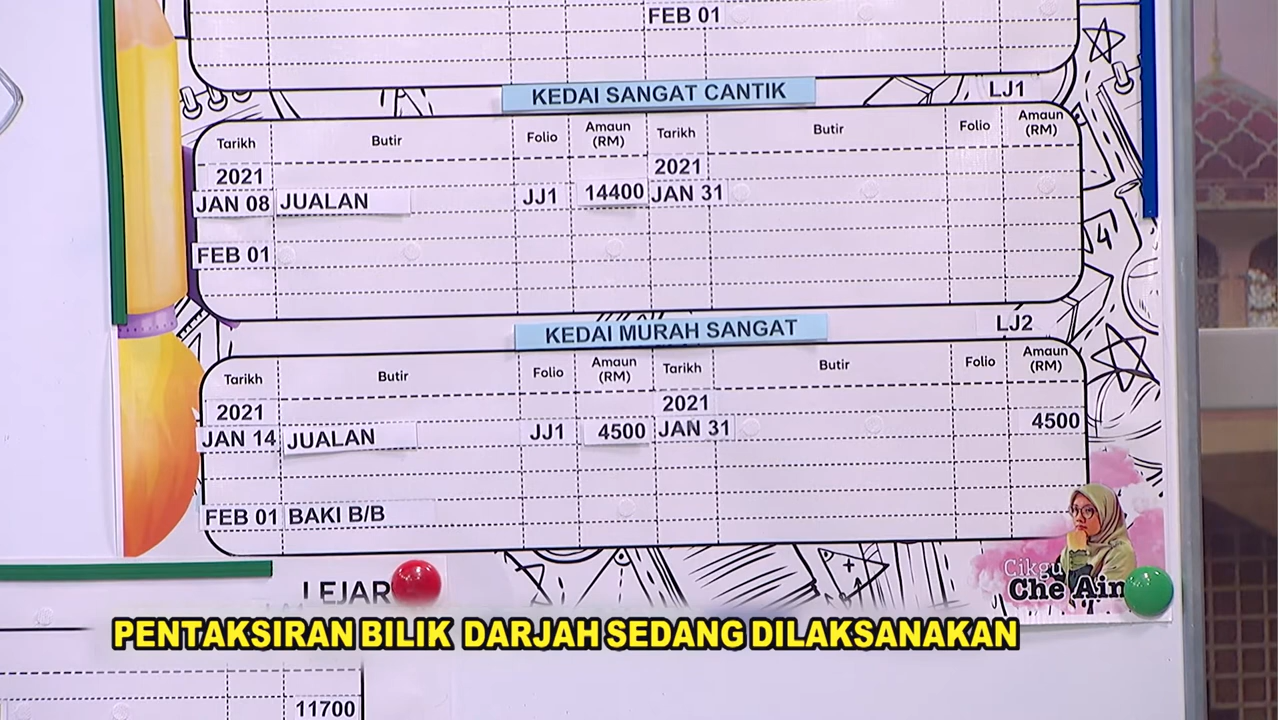 FEB 01
KEDAI SANGAT CANTIK
LJ1
Tarikh Butir Folio Amaun (RM) Tarikh Butir Folio Amaun (RM)
2021 2021
JAN 08 JUALAN JJ1 14400 JAN 31
FEB 01
KEDAI MURAH SANGAT
LJ2
Tarikh Butir Folio Amaun (RM) Tarikh Butir Folio Amaun (RM)
2021 2021
JAN 14 JUALAN JJ1 4500 JAN 31 4500
FEB 01 BAKI B/B
Cikgu
Che Ain
LEJAR
PENTAKSIRAN BILIK DARJAH SEDANG DILAKSANAKAN
11700